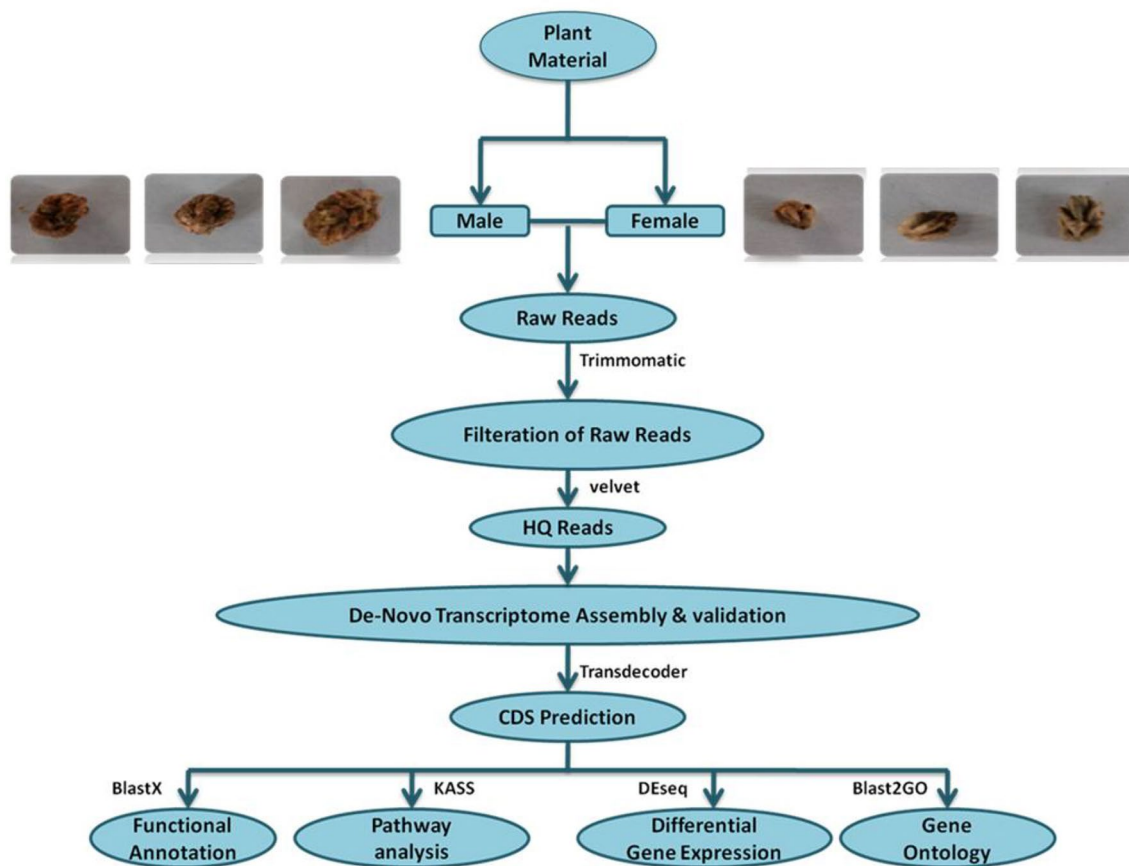 Plant
Material
Male
Female
Raw Reads
Trimmomatic
Filteration of Raw Reads
velvet
HQ Reads
De-Novo Transcriptome Assembly & validation
Transdecoder
CDS Prediction
BlastX
KASS
DEseq
Blast2GO
Functional
Annotation
Pathway
analysis
Differential
Gene Expression
Gene
Ontology